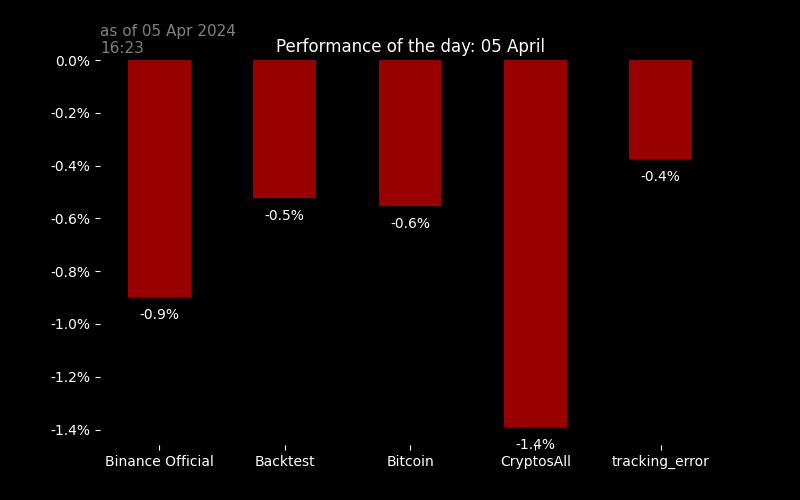 as of 05 Apr 2024
16:23
Performance of the day: 05 April
0.0%
-0.2%
-0.4%
-0.6%
-0.8%
-1.0%
-1.2%
-1.4%
-0.9%
-0.5%
-0.6%
-1.4%
-0.4%
Binance Official
Backtest
Bitcoin
CryptosAll
tracking_error